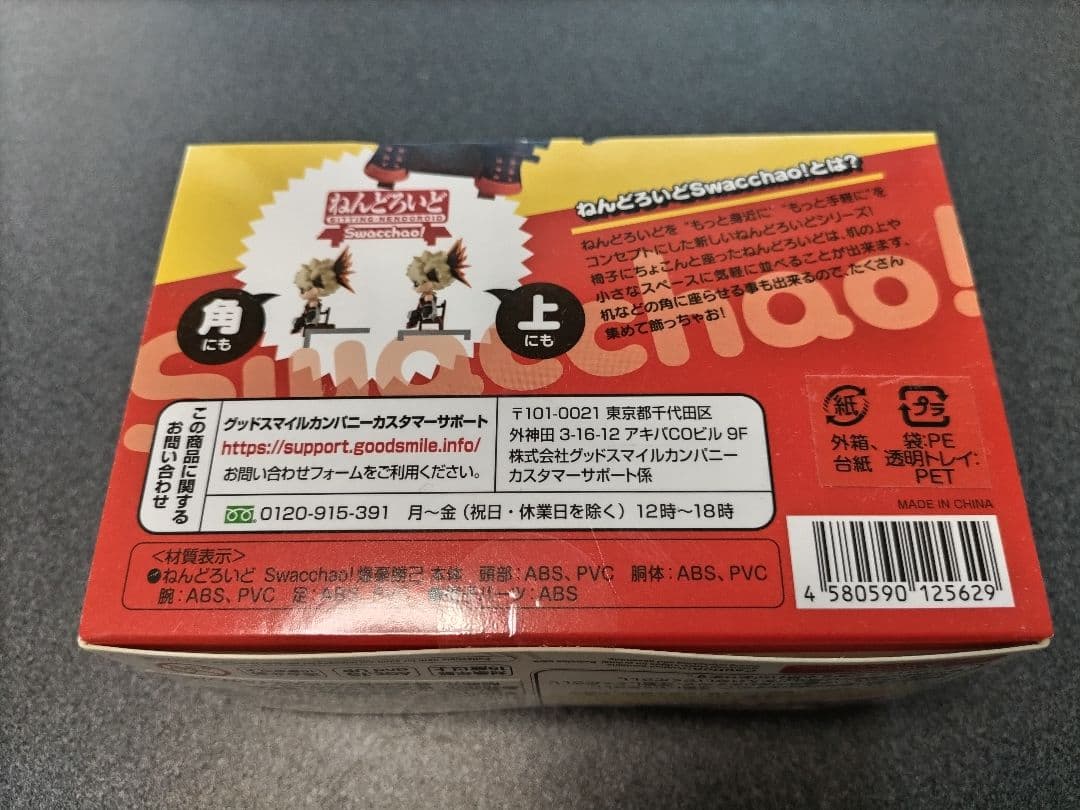 ねんどろいど
SITTING NENDOROID
Swacchao!
角
にも
上
にも
ねんどろいどSwacchao!とは?
ねんどろいどを "もっと身近に" "もっと手軽に" を
コンセプトにした新しいねんどろいどシリーズ!
椅子にちょこんと座ったねんどろいどは、机の上や
小さなスペースに気軽に並べることが出来ます。
机などの角に座らせる事も出来るので、たくさん
集めて飾っちゃお!
Swacchao!
この商品に関する
お問い合わせ
グッドスマイルカンパニーカスタマーサポート
https://support.goodsmile.info/
お問い合わせフォームをご利用ください。
〒101-0021 東京都千代田区
外神田 3-16-12 アキバCOビル 9F
株式会社グッドスマイルカンパニー
カスタマーサポート係
0120-915-391 月〜金(祝日・休業日を除く)12時〜18時
紙
外箱、
台紙
プラ
袋:PE
透明トレイ:
PET
MADE IN CHINA
<材質表示>
ねんどろいど Swacchao! 爆豪勝己 本体 頭部:ABS、PVC 胴体:ABS、PVC
腕:ABS、PVC 足:ABS、 パーツ:ABS
4 580590 125629